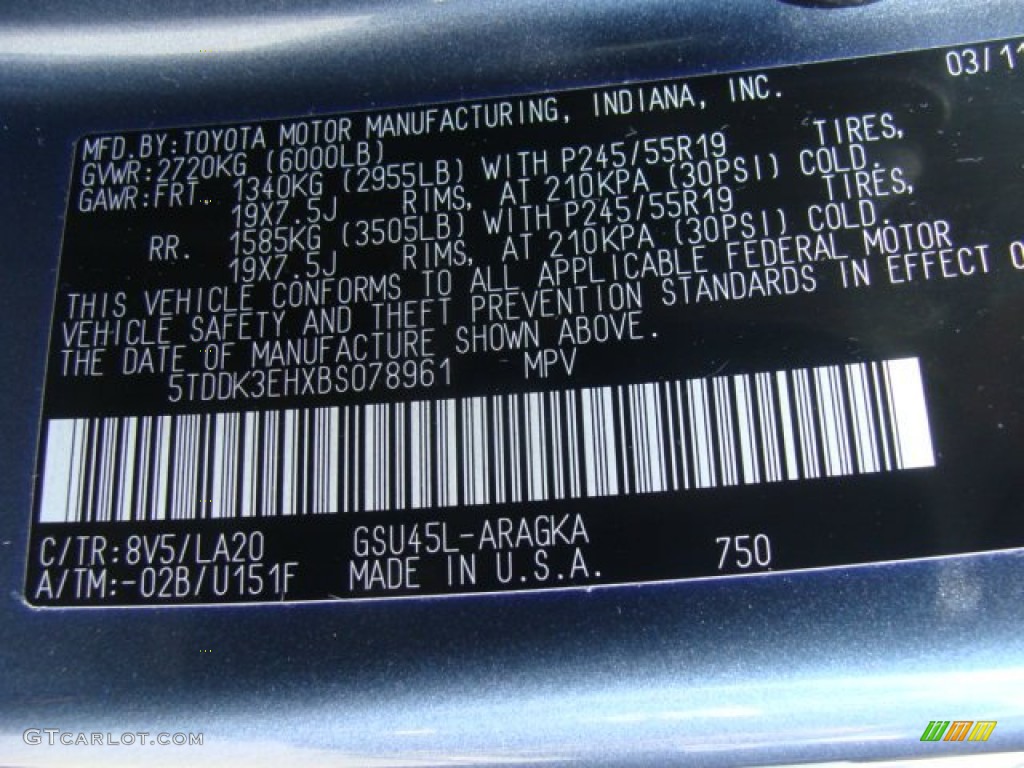 03/11
MFD.BY:TOYOTA MOTOR MANUFACTURING, INDIANA, INC.
GVWR:2720KG (6000LB)
GAWR:FRT. 1340KG (2955LB) WITH P245/55R19 TIRES,
19X7.5J RIMS, AT 210KPA (30PSI) COLD.
RR. 1585KG (3505LB) WITH P245/55R19 TIRES,
19X7.5J RIMS, AT 210KPA (30PSI) COLD.
THIS VEHICLE CONFORMS TO ALL APPLICABLE FEDERAL MOTOR
VEHICLE SAFETY AND THEFT PREVENTION STANDARDS IN EFFECT
THE DATE OF MANUFACTURE SHOWN ABOVE.
5TDDK3EHXBS078961 MPV
C/TR:8V5/LA20 GSU45L-ARAGKA 750
A/TM:-02B/U151F MADE IN U.S.A.
GTCARLOT.COM